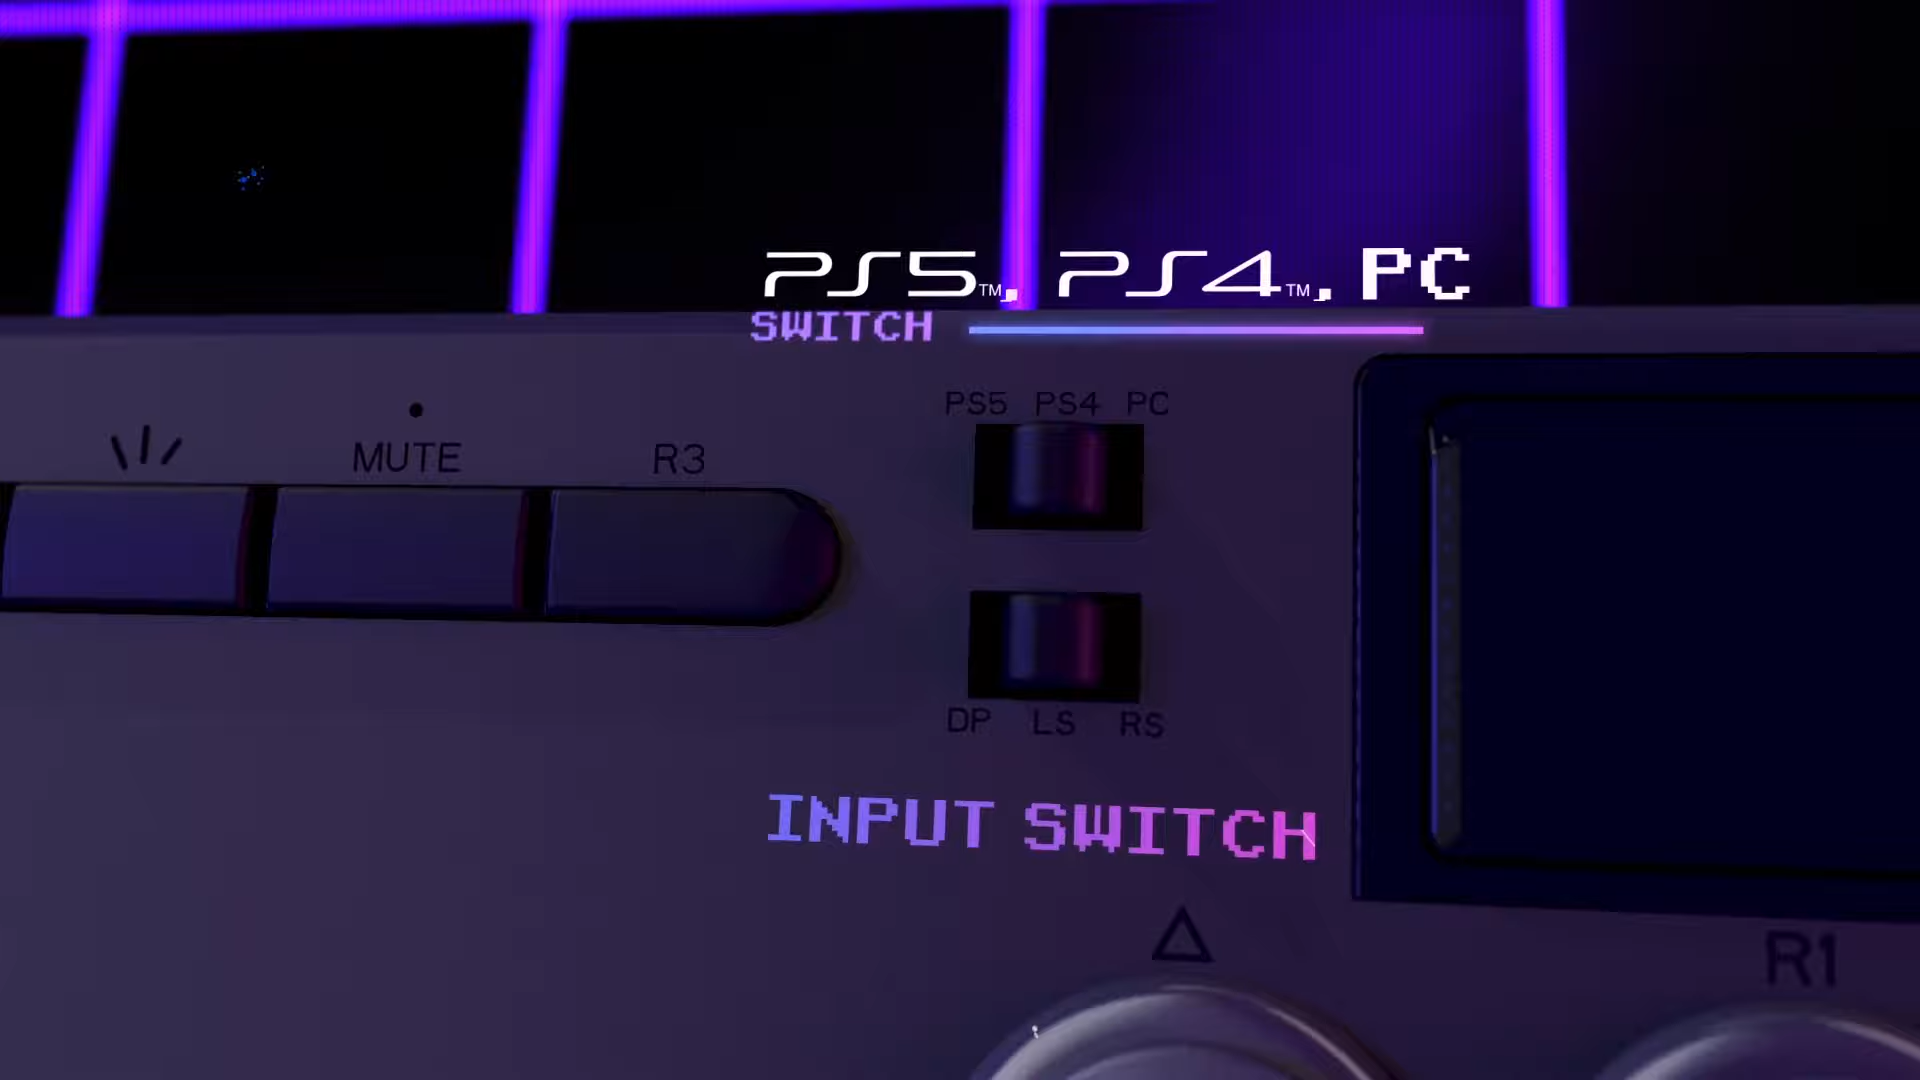 PS5™, PS4™, PC
SWITCH
PS5 PS4 PC
MUTE
R3
DP LS RS
INPUT SWITCH
R1